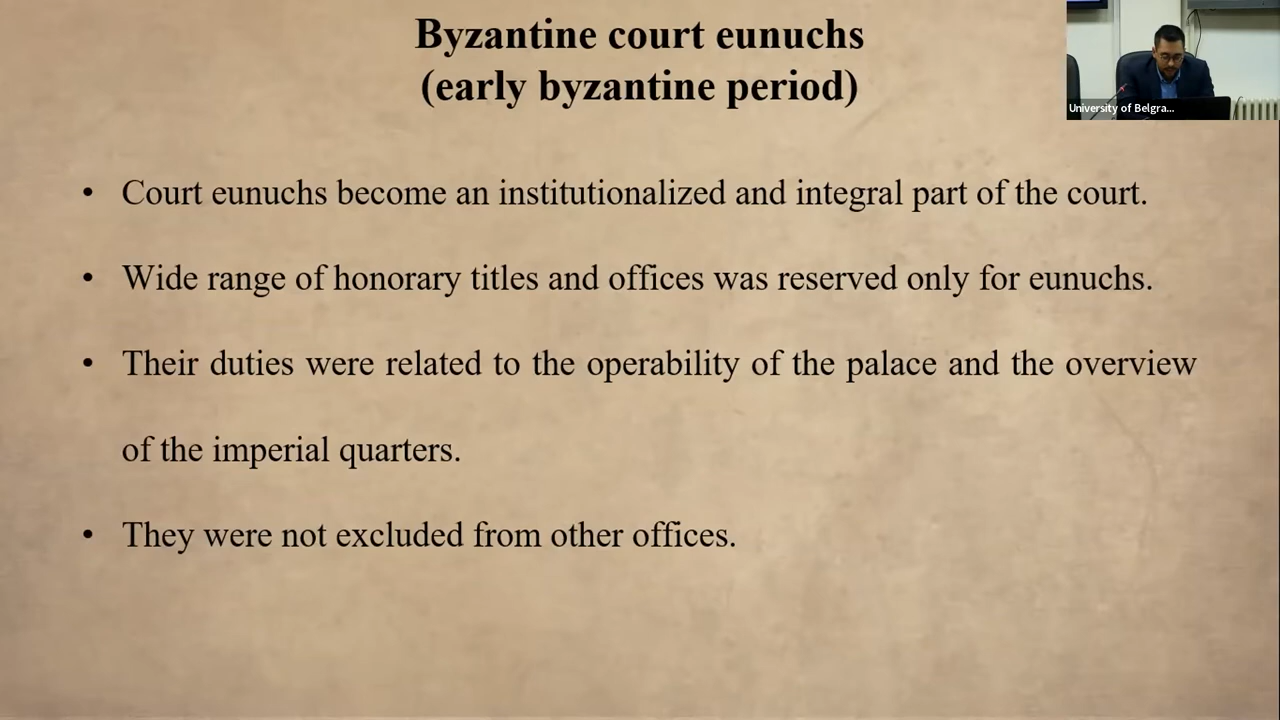 Byzantine court eunuchs
(early byzantine period)
University of Belgra...
• Court eunuchs become an institutionalized and integral part of the court.
• Wide range of honorary titles and offices was reserved only for eunuchs.
• Their duties were related to the operability of the palace and the overview
of the imperial quarters.
• They were not excluded from other offices.